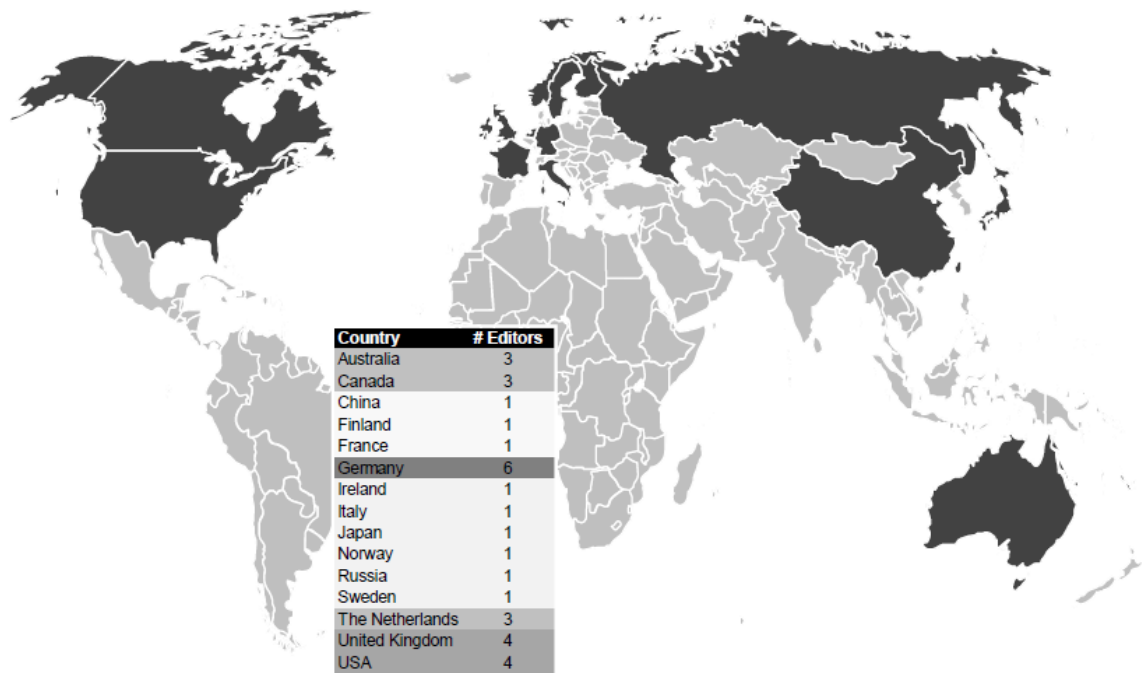 Country # Editors
Australia 3
Canada 3
China 1
Finland 1
France 1
Germany 6
Ireland 1
Italy 1
Japan 1
Norway 1
Russia 1
Sweden 1
The Netherlands 3
United Kingdom 4
USA 4